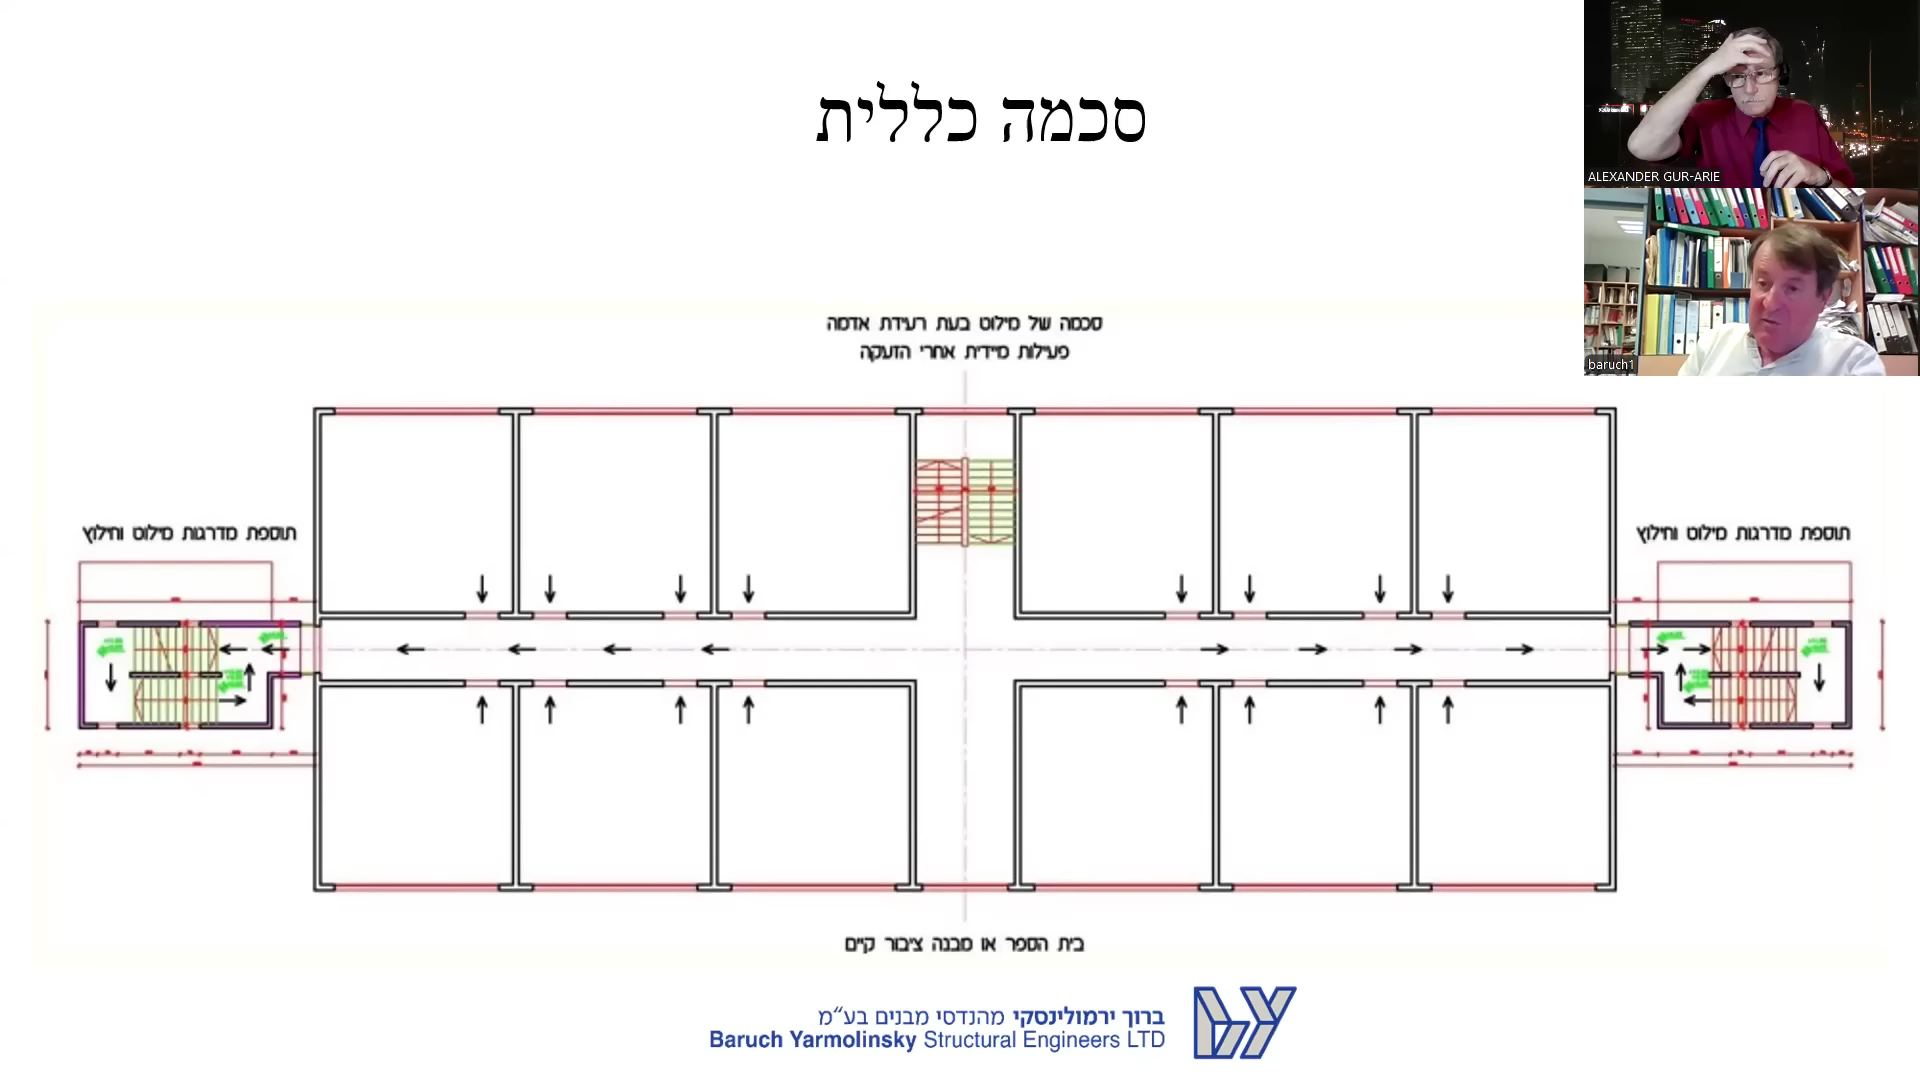 סכמה כללית
ALEXANDER GUR-ARIE
baruch1
סכמה של מילוט בעת רעידת אדמה
פעילות מיידית אחרי הזעקה
תוספת מדרגות מילוט וחילוץ
תוספת מדרגות מילוט וחילוץ
בית הספר או מבנה ציבור קיים
ברוך ירמולינסקי מהנדסי מבנים בע״מ
Baruch Yarmolinsky Structural Engineers LTD